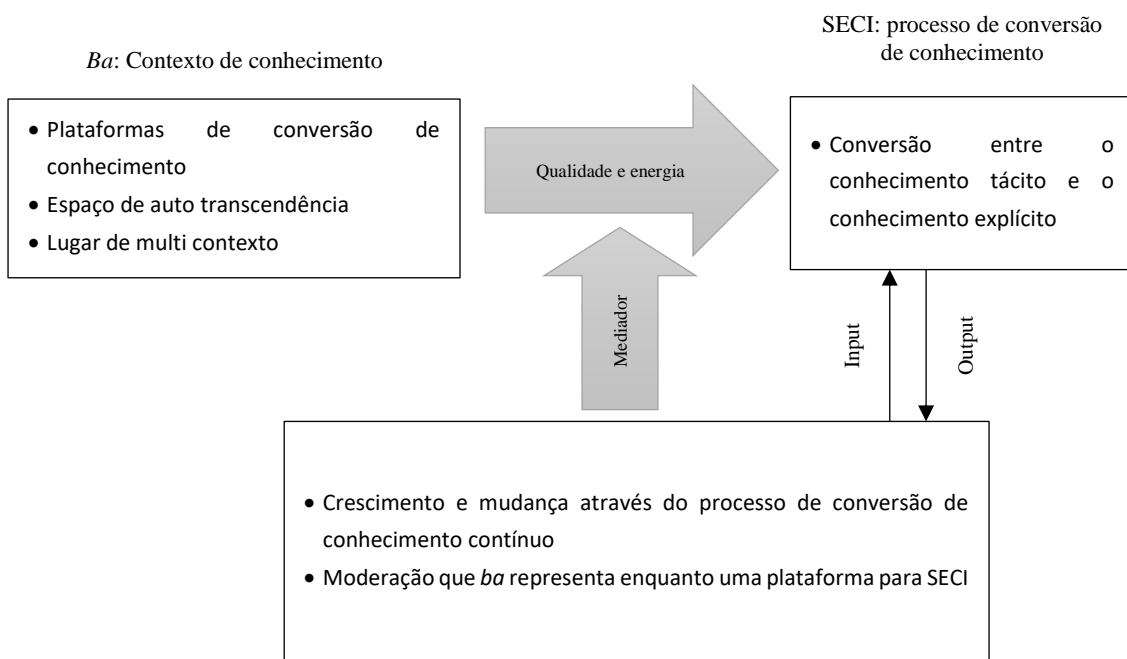 Ba: Contexto de conhecimento
SECI: processo de conversão
de conhecimento
• Plataformas de conversão de
conhecimento
• Espaço de auto transcendência
• Lugar de multi contexto
Qualidade e energia
• Conversão entre o
conhecimento tácito e o
conhecimento explícito
Mediador
Input
Output
• Crescimento e mudança através do processo de conversão de
conhecimento contínuo
• Moderação que ba representa enquanto uma plataforma para SECI